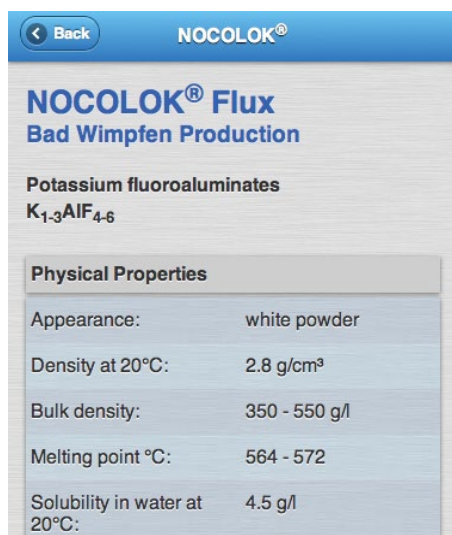 Back NOCOLOK®
NOCOLOK® Flux
Bad Wimpfen Production
Potassium fluoroaluminates
K₁₋₃AlF₄₋₆
Physical Properties
Appearance: white powder
Density at 20°C: 2.8 g/cm³
Bulk density: 350 - 550 g/l
Melting point °C: 564 - 572
Solubility in water at 4.5 g/l
20°C: